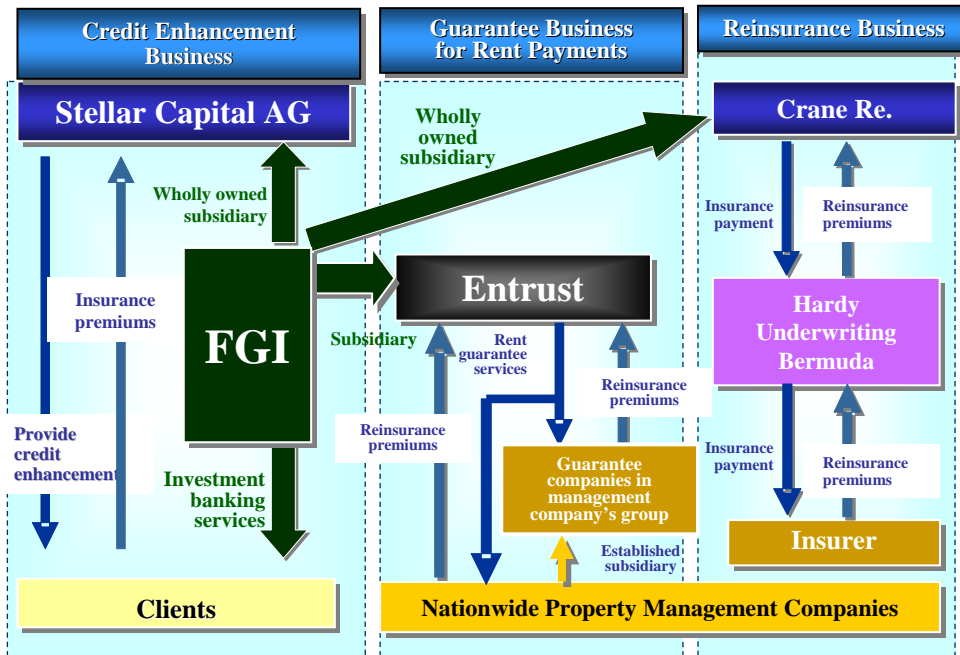 Credit Enhancement
Business
Guarantee Business
for Rent Payments
Reinsurance Business
Stellar Capital AG
Wholly
owned
subsidiary
Crane Re.
Wholly owned
subsidiary
Insurance
payment
Reinsurance
premiums
Insurance
premiums
FGI
Entrust
Hardy
Underwriting
Bermuda
Subsidiary
Rent
guarantee
services
Reinsurance
premiums
Reinsurance
premiums
Provide
credit
enhancement
Investment
banking
services
Guarantee
companies in
management
company's group
Insurance
payment
Reinsurance
premiums
Insurer
Established
subsidiary
Clients
Nationwide Property Management Companies